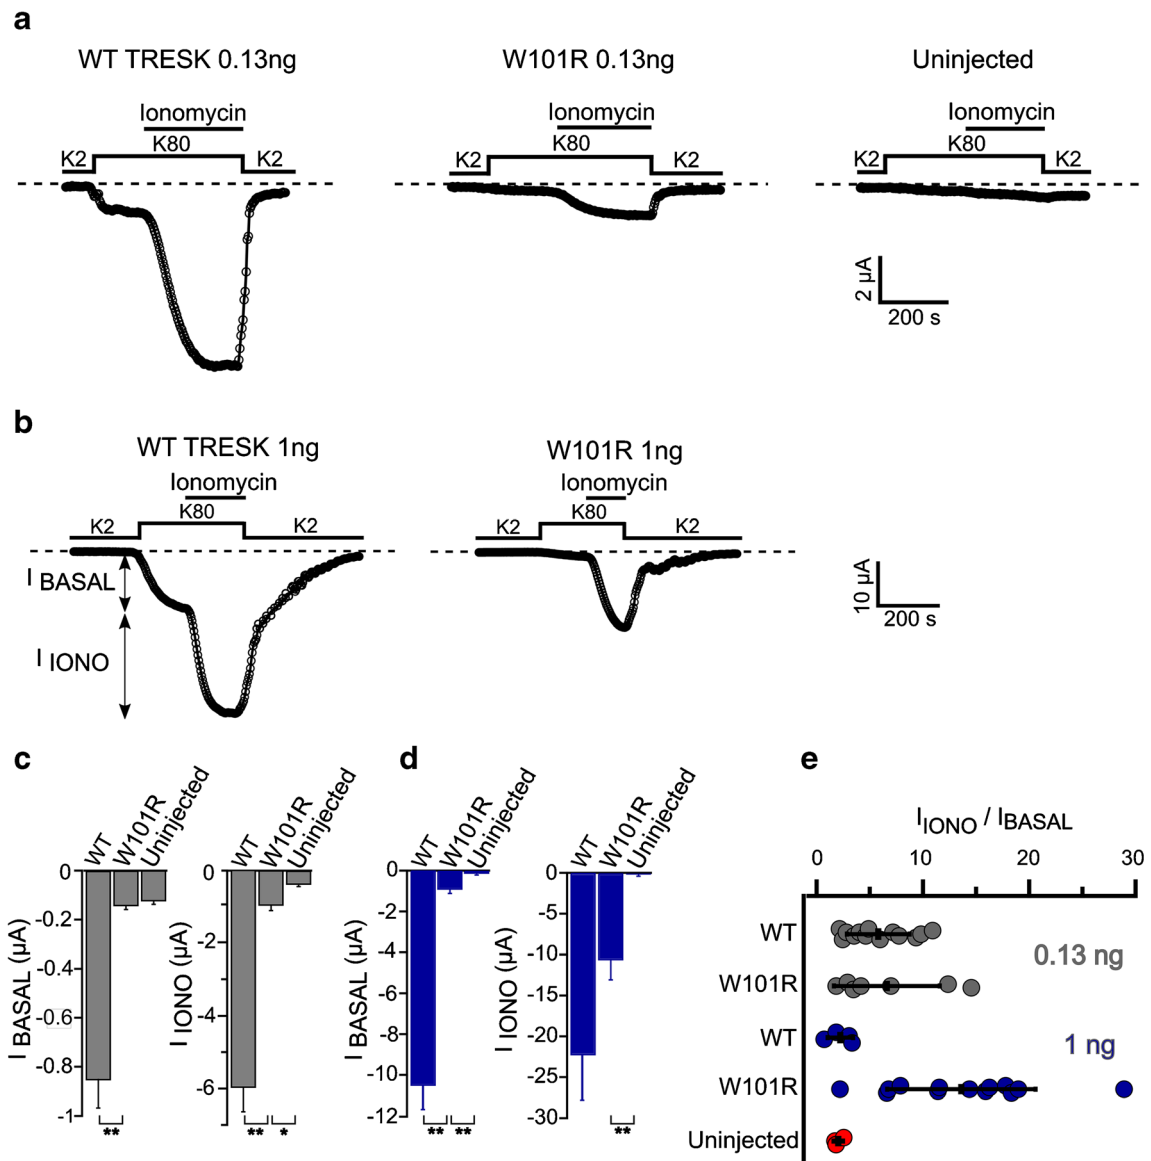 a
WT TRESK 0.13ng
W101R 0.13ng
Uninjected
Ionomycin
Ionomycin
Ionomycin
K2
K80
K2
K2
K80
K2
K2
K80
K2
2 µA
200 s
b
WT TRESK 1ng
W101R 1ng
Ionomycin
Ionomycin
K2
K80
K2
K2
K80
K2
I BASAL
I IONO
10 µA
200 s
c
WT
W101R
Uninjected
I BASAL (µA)
0
-0.2
-0.4
-0.6
-0.8
-1
**
WT
W101R
Uninjected
I IONO (µA)
0
-2
-4
-6
**
*
d
WT
W101R
Uninjected
I BASAL (µA)
0
-2
-4
-6
-8
-10
-12
**
**
WT
W101R
Uninjected
I IONO (µA)
0
-5
-10
-15
-20
-25
-30
**
e
I IONO / I BASAL
0
10
20
30
WT
0.13 ng
W101R
WT
1 ng
W101R
Uninjected